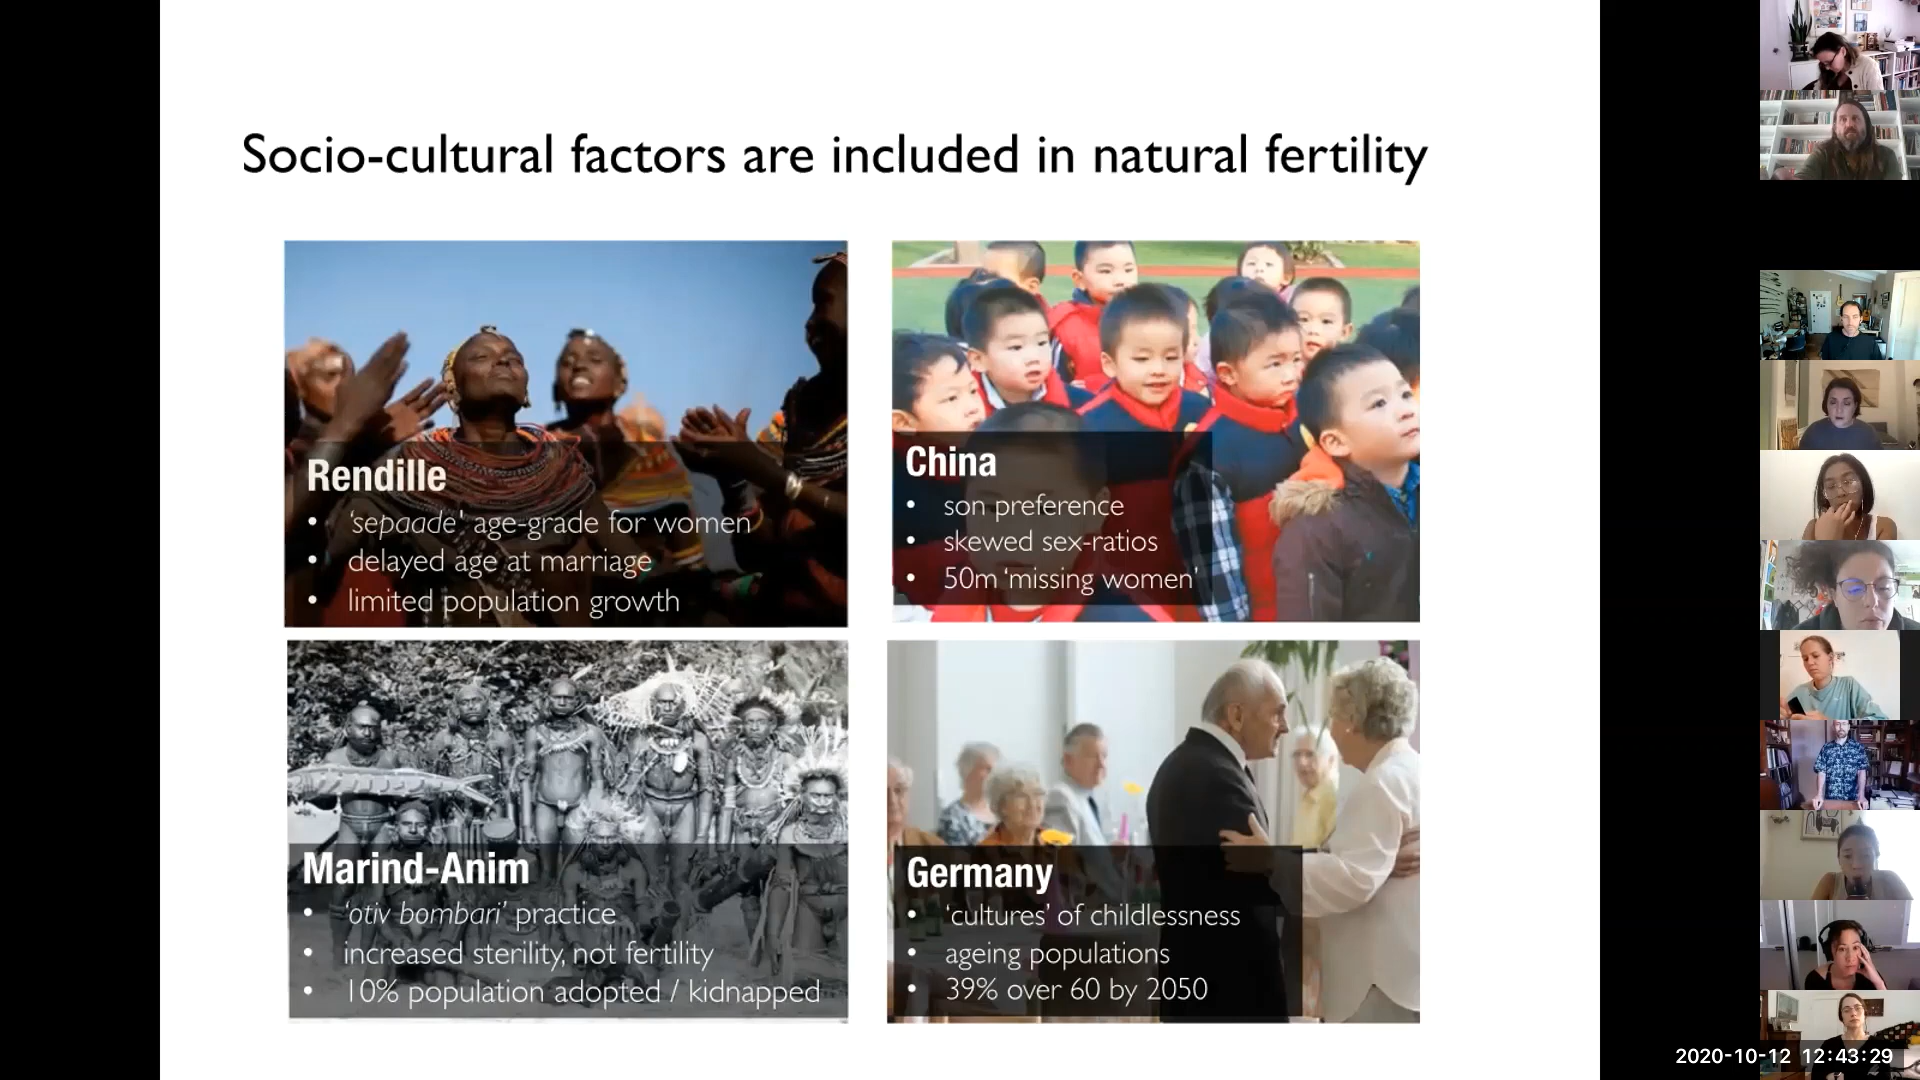 Socio-cultural factors are included in natural fertility
Rendille
• ‘sepaade’ age-grade for women
• delayed age at marriage
• limited population growth
China
• son preference
• skewed sex-ratios
• 50m ‘missing women’
Marind-Anim
• ‘otiv bombari’ practice
• increased sterility, not fertility
• 10% population adopted / kidnapped
Germany
• ‘cultures’ of childlessness
• ageing populations
• 39% over 60 by 2050
2020-10-12 12:43:29